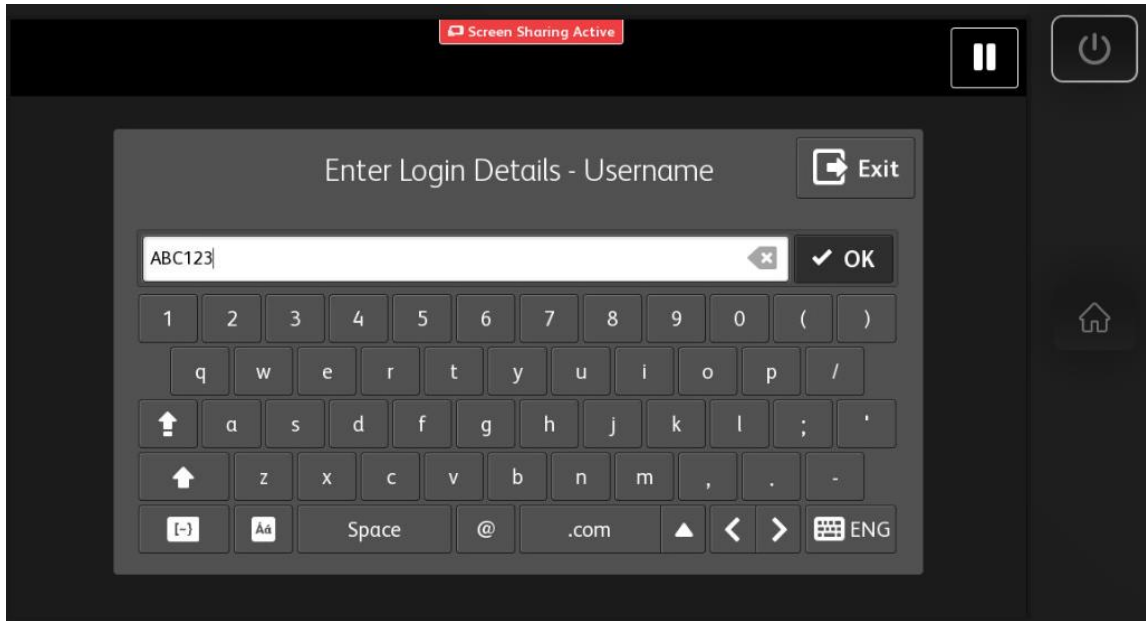 Screen Sharing Active
Enter Login Details - Username
Exit
ABC123
OK
1 2 3 4 5 6 7 8 9 0 ( )
q w e r t y u i o p /
a s d f g h j k l ; '
z x c v b n m , . -
[~} Áá Space @ .com ENG